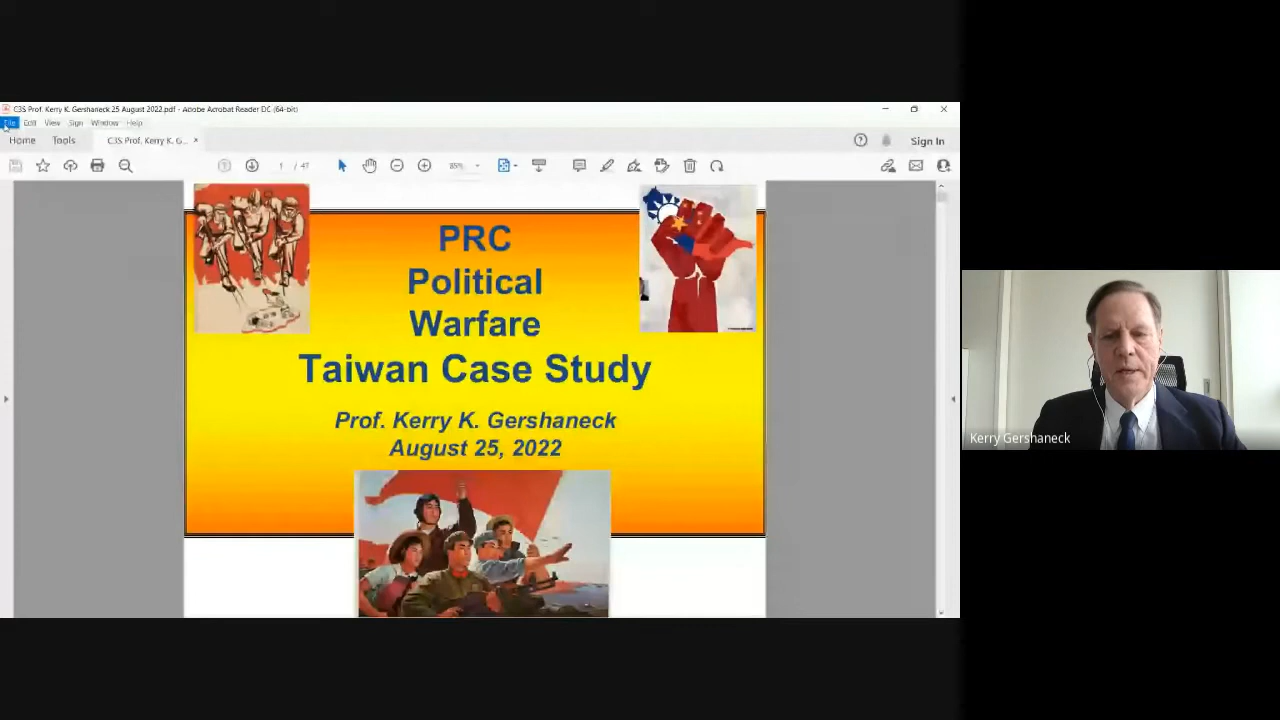 C3S Prof. Kerry K. Gershaneck 25 August 2022.pdf - Adobe Acrobat Reader DC (64-bit)
File Edit View Sign Window Help
Home Tools C3S Prof. Kerry K. G... × Sign In
1 / 47 85%
PRC
Political
Warfare
Taiwan Case Study
Prof. Kerry K. Gershaneck
August 25, 2022
Kerry Gershaneck